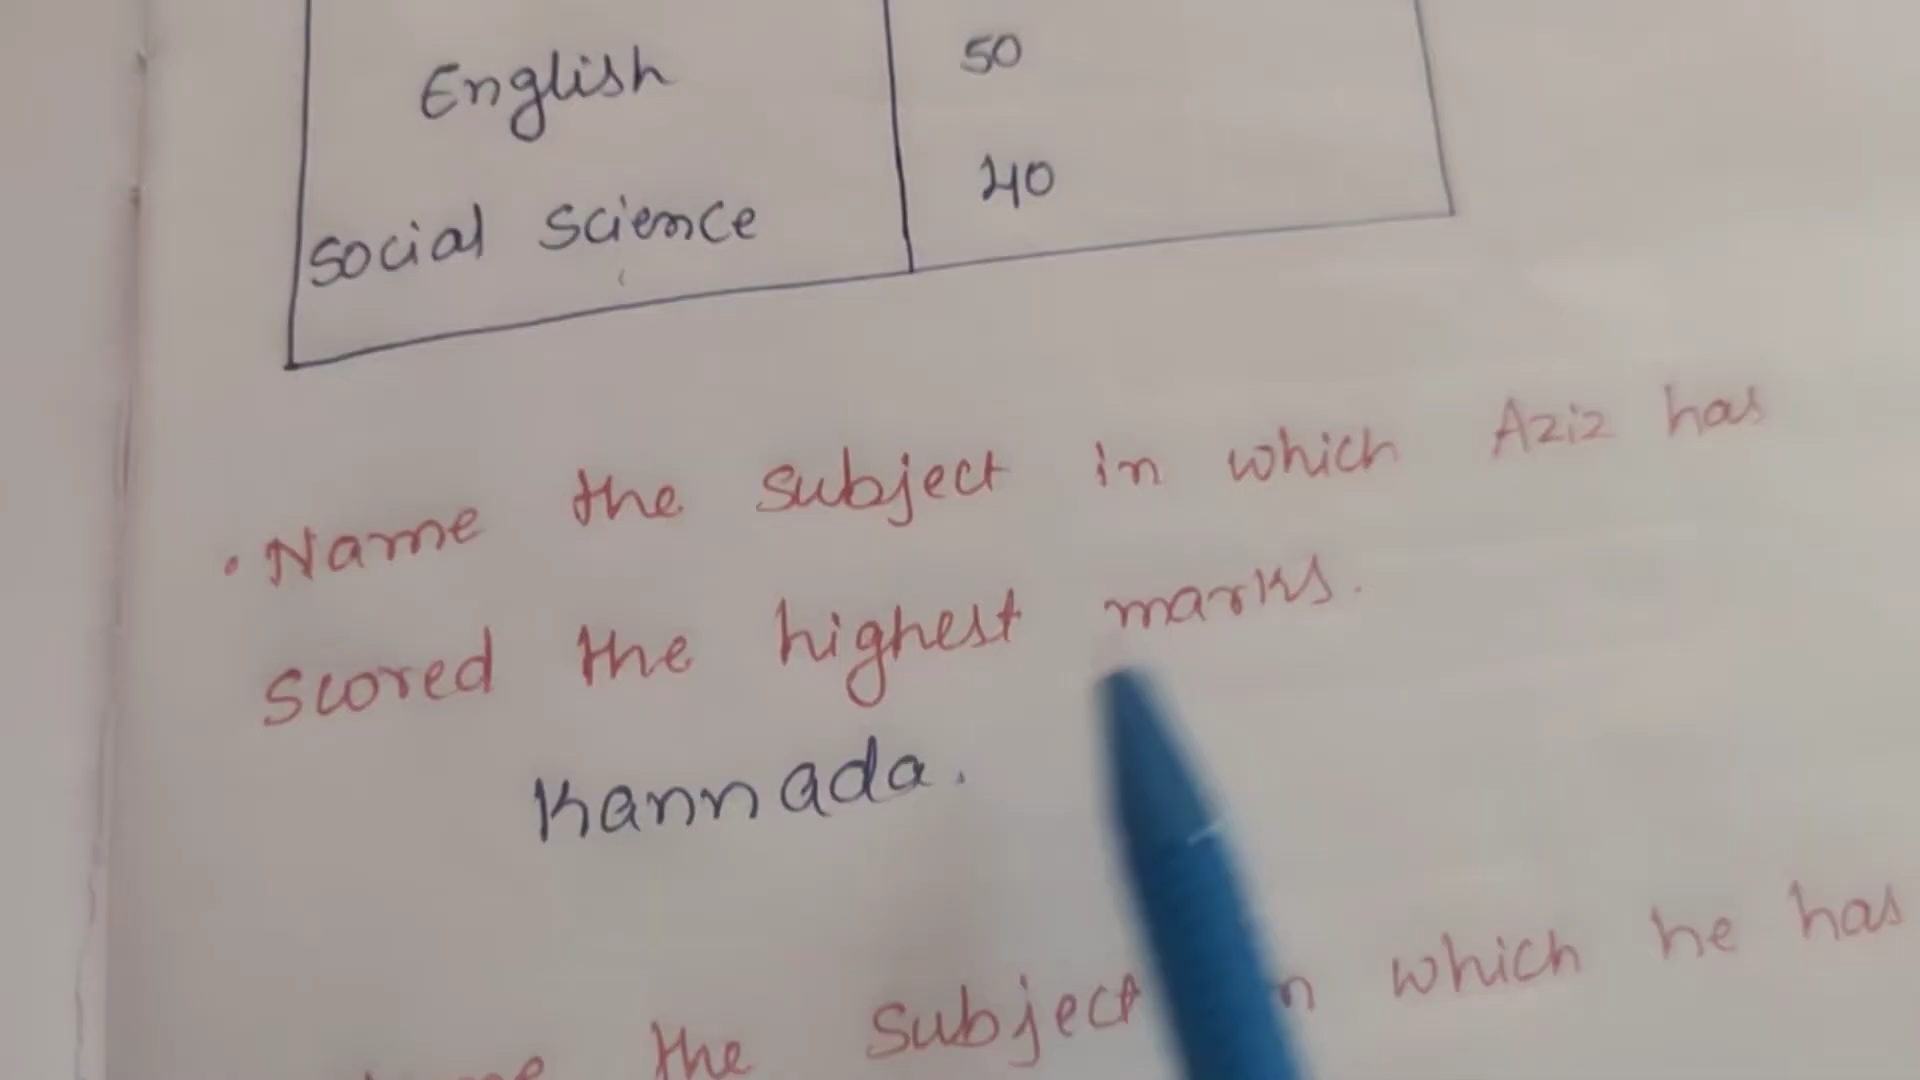 English 50
Social Science 40
• Name the subject in which Aziz has
scored the highest marks.
Kannada.
the subject which he has